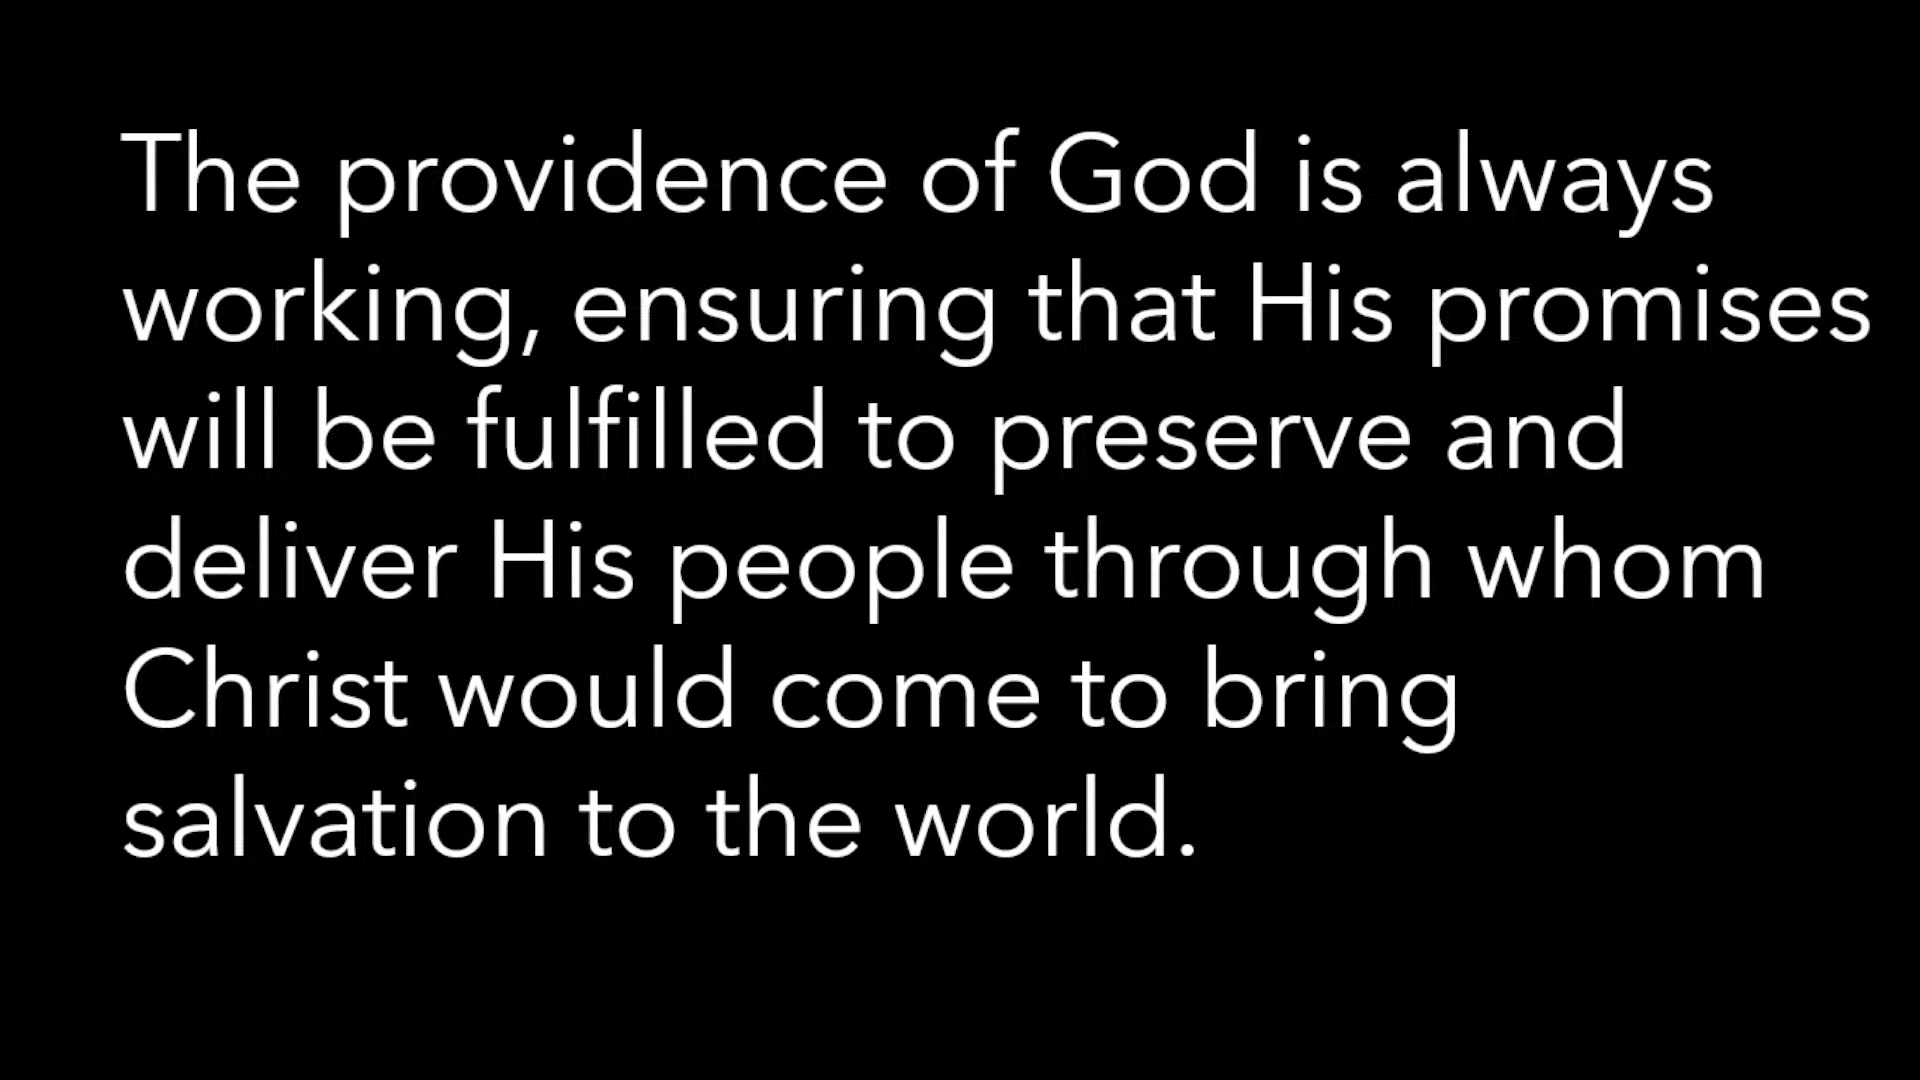 The providence of God is always
working, ensuring that His promises
will be fulfilled to preserve and
deliver His people through whom
Christ would come to bring
salvation to the world.